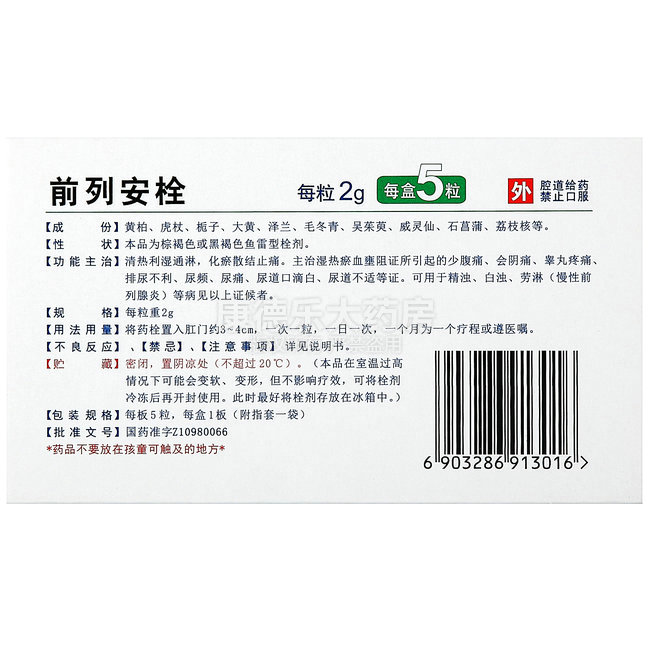 前列安栓
每粒2g
每盒5粒
外
腔道给药
禁止口服
【成 份】黄柏、虎杖、栀子、大黄、泽兰、毛冬青、吴茱萸、威灵仙、石菖蒲、荔枝核等。
【性 状】本品为棕褐色或黑褐色鱼雷型栓剂。
【功能主治】清热利湿通淋，化瘀散结止痛。主治湿热瘀血壅阻证所引起的少腹痛、会阴痛、睾丸疼痛、
排尿不利、尿频、尿痛、尿道口滴白、尿道不适等证。可用于精浊、白浊、劳淋（慢性前
列腺炎）等病见以上证候者。
【规 格】每粒重2g
【用法用量】将药栓置入肛门约3~4cm，一次一粒，一日一次，一个月为一个疗程或遵医嘱。
【不良反应】、【禁忌】、【注意事项】详见说明书。
【贮 藏】密闭，置阴凉处（不超过20℃）。（本品在室温过高
情况下可能会变软、变形，但不影响疗效，可将栓剂
冷冻后再开封使用。此时最好将栓剂存放在冰箱中。）
【包装规格】每板5粒，每盒1板（附指套一袋）
【批准文号】国药准字Z10980066
*药品不要放在孩童可触及的地方*
6 903286 913016 >
康德乐大药房